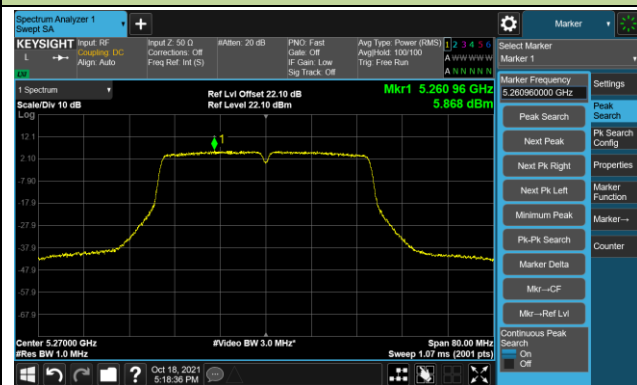 Spectrum Analyzer 1
Swept SA
Marker
KEYSIGHT
L
Input: RF
Coupling: DC
Align: Auto
Input Z: 50 Ω
Corrections: Off
Freq Ref: Int (S)
#Atten: 20 dB
PNO: Fast
Gate: Off
IF Gain: Low
Sig Track: Off
Avg Type: Power (RMS)
Avg|Hold: 100/100
Trig: Free Run
1 2 3 4 5 6
A W W W W W
A N N N N N
Select Marker
Marker 1
1 Spectrum
Scale/Div 10 dB
Log
Ref Lvl Offset 22.10 dB
Ref Level 22.10 dBm
Mkr1 5.260 96 GHz
5.868 dBm
1
12.1
2.10
-7.90
-17.9
-27.9
-37.9
-47.9
-57.9
-67.9
Center 5.27000 GHz
#Res BW 1.0 MHz
#Video BW 3.0 MHz*
Span 80.00 MHz
Sweep 1.07 ms (2001 pts)
Marker Frequency
5.260960000 GHz
Peak Search
Next Peak
Next Pk Right
Next Pk Left
Minimum Peak
Pk-Pk Search
Marker Delta
Mkr→CF
Mkr→Ref Lvl
Continuous Peak
Search
On
Off
Settings
Peak
Search
Pk Search
Config
Properties
Marker
Function
Marker→
Counter
Oct 18, 2021
5:18:36 PM